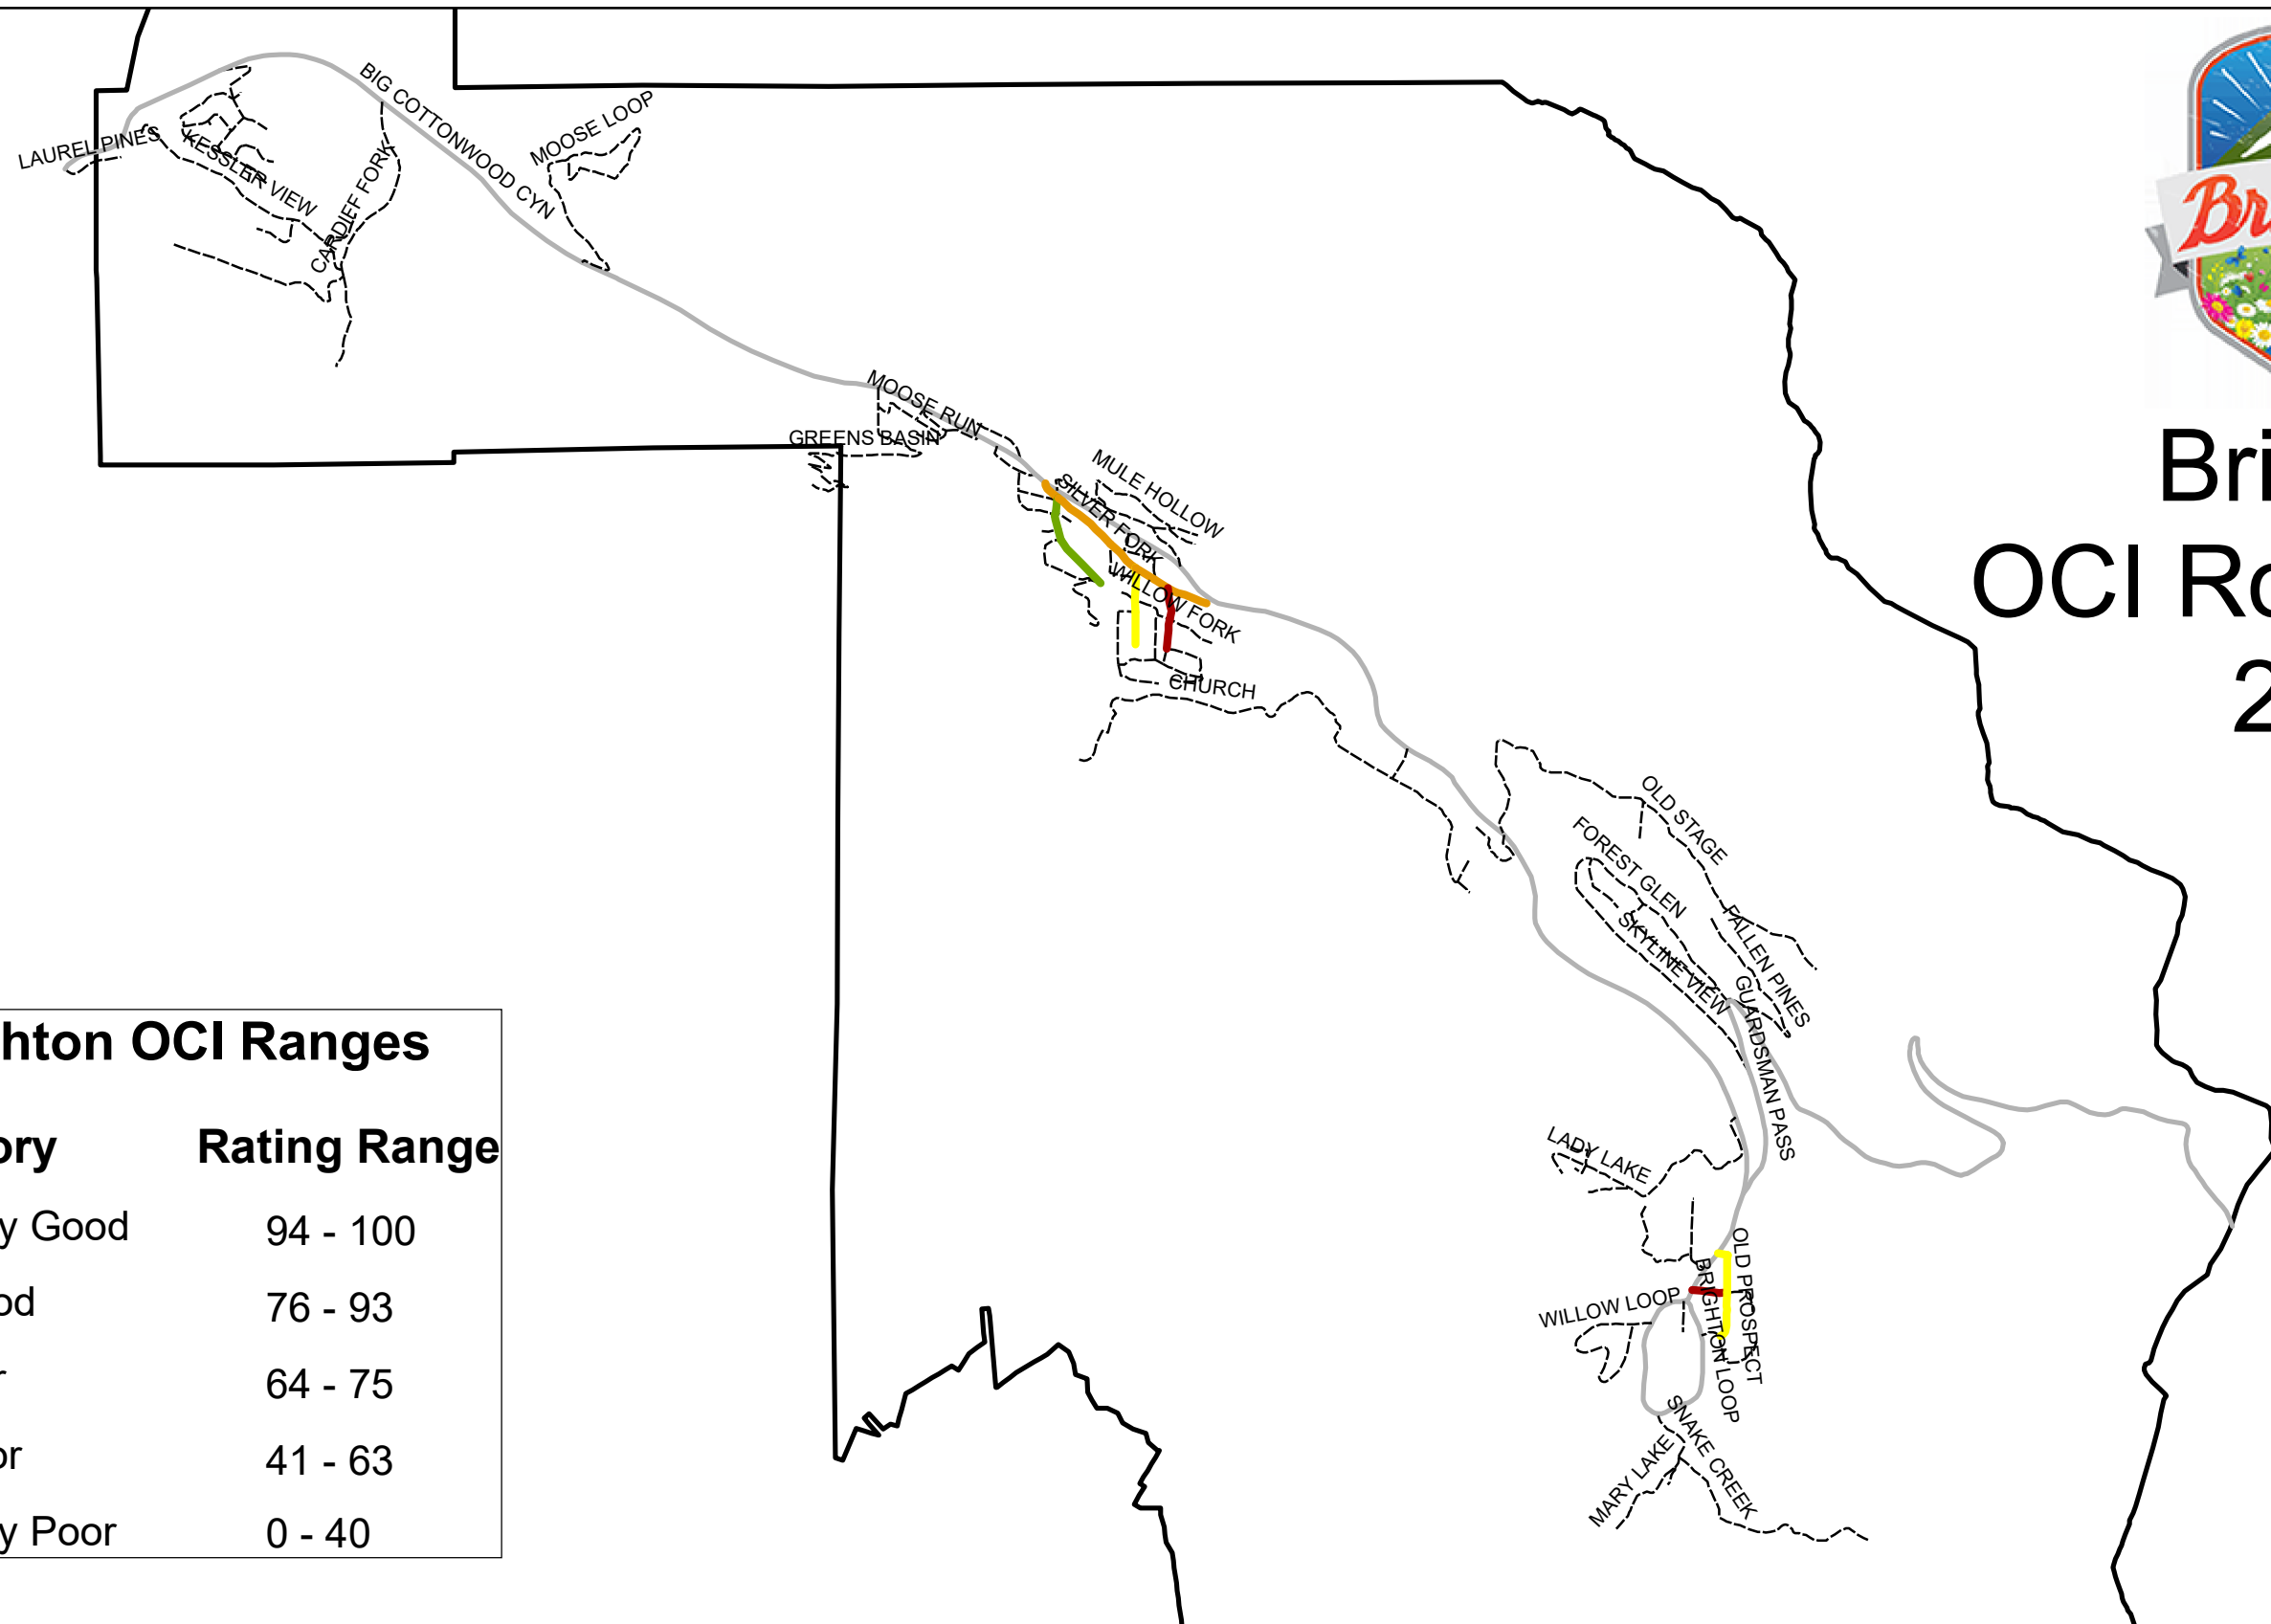 BIG COTTONWOOD CYN
MOOSE LOOP
LAUREL PINES
KESSLER VIEW
CARDIFF FORK
Br
MOOSE RUN
GREENS BASIN
MULE HOLLOW
SILVER FORK
WILLOW FORK
CHURCH
Bri
OCI Ro
2
OLD STAGE
FOREST GLEN
SKYLINE VIEW
FALLEN PINES
GUARDSMAN PASS
LADY LAKE
OLD PROSPECT
BRIGHTON LOOP
WILLOW LOOP
SNAKE CREEK
MARY LAKE
hton OCI Ranges
ory Rating Range
y Good 94 - 100
od 76 - 93
r 64 - 75
or 41 - 63
y Poor 0 - 40